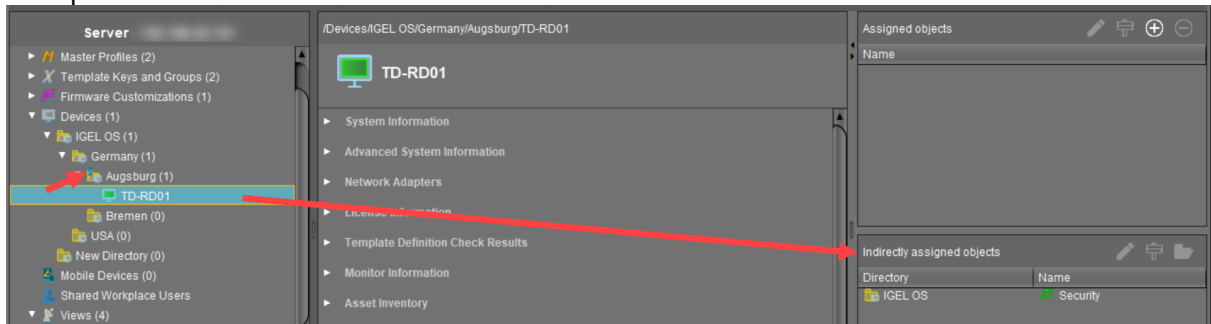 Server
Master Profiles (2)
Template Keys and Groups (2)
Firmware Customizations (1)
Devices (1)
IGEL OS (1)
Germany (1)
Augsburg (1)
TD-RD01
Bremen (0)
USA (0)
New Directory (0)
Mobile Devices (0)
Shared Workplace Users
Views (4)
/Devices/IGEL OS/Germany/Augsburg/TD-RD01
TD-RD01
System Information
Advanced System Information
Network Adapters
License Information
Template Definition Check Results
Monitor Information
Asset Inventory
Assigned objects
Name
Indirectly assigned objects
Directory Name
IGEL OS Security